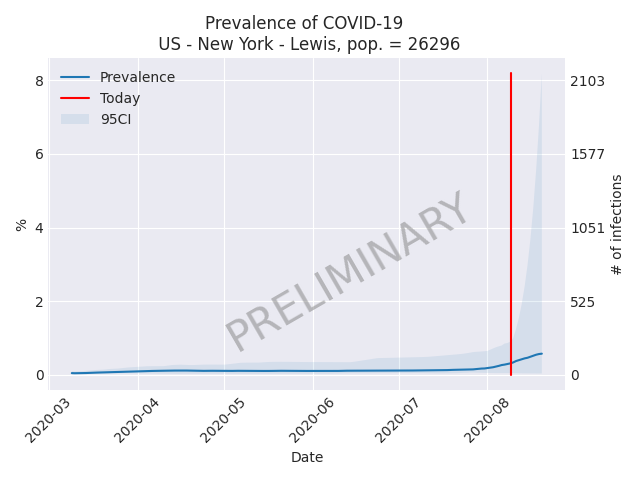 Prevalence of COVID-19
US - New York - Lewis, pop. = 26296
Prevalence
Today
95CI
8
6
4
2
0
%
2103
1577
1051
525
0
# of infections
PRELIMINARY
2020-03
2020-04
2020-05
2020-06
2020-07
2020-08
Date